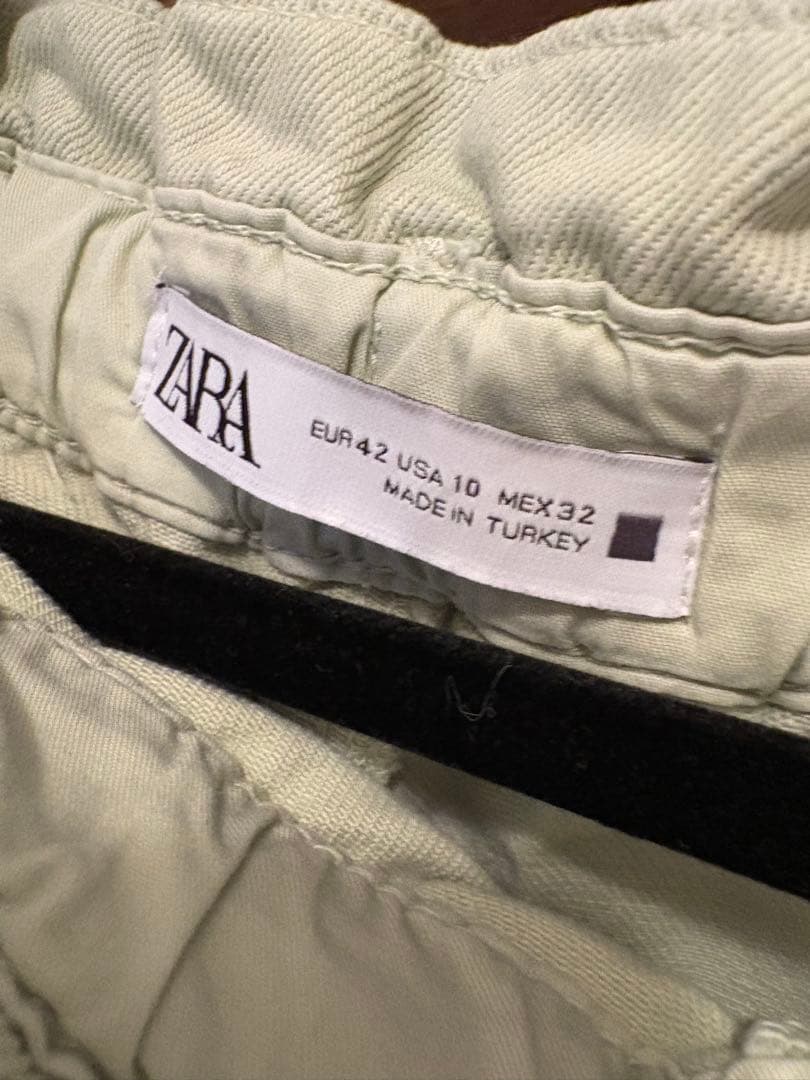 ZARA
EUR 42 USA 10 MEX 32
MADE IN TURKEY